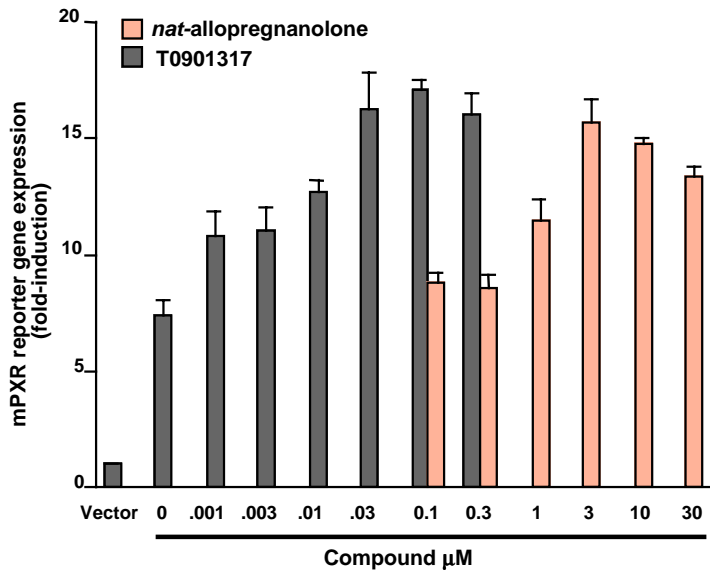 20
15
10
5
0
mPXR reporter gene expression
(fold-induction)
nat-allopregnanolone
T0901317
Vector 0 .001 .003 .01 .03 0.1 0.3 1 3 10 30
Compound μM